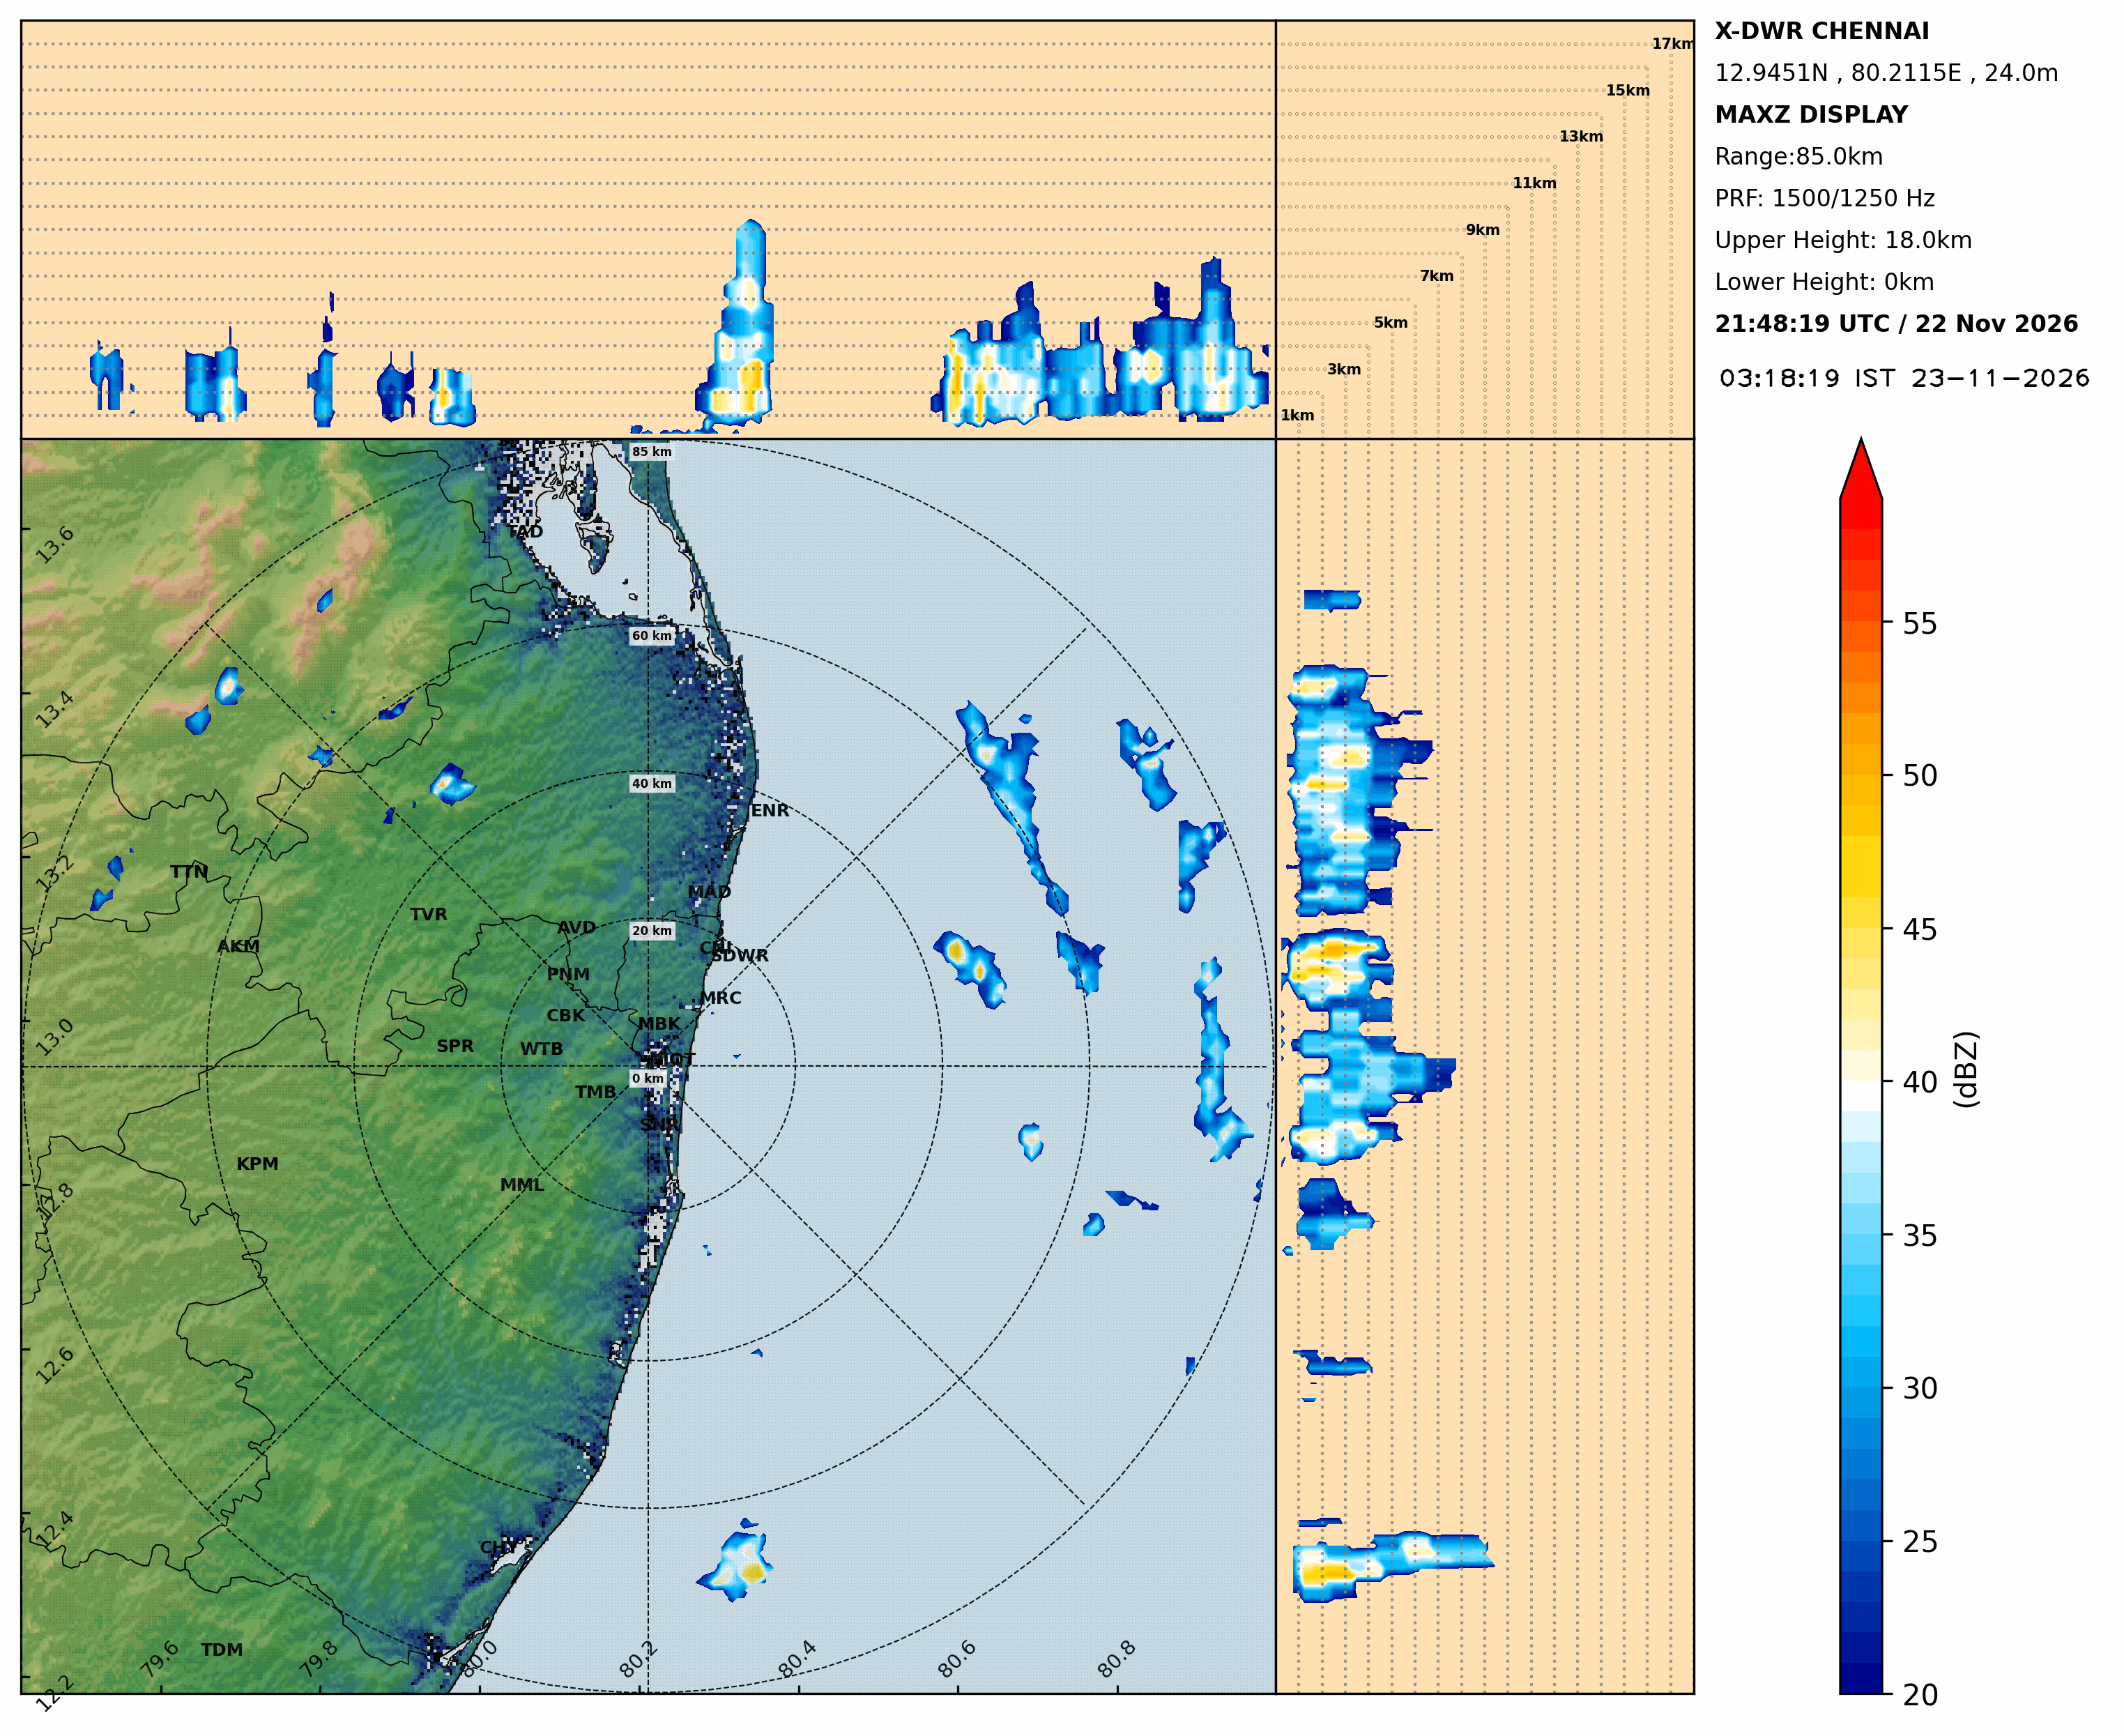 X-DWR CHENNAI
12.9451N , 80.2115E , 24.0m
MAXZ DISPLAY
Range:85.0km
PRF: 1500/1250 Hz
Upper Height: 18.0km
Lower Height: 0km
21:48:19 UTC / 22 Nov 2026
03:18:19 IST 23-11-2026
17km
15km
13km
11km
9km
7km
5km
3km
1km
85 km
60 km
40 km
20 km
0 km
TAD
ENR
TTN
MAD
TVR
AVD
AKM
CNL
SDWR
PNM
MRC
CBK
MBK
SPR
WTB
TMB
SNR
KPM
MML
CHY
TDM
13.6
13.4
13.2
13.0
12.8
12.6
12.4
12.2
79.6
79.8
80.0
80.2
80.4
80.6
80.8
55
50
45
40
35
30
25
20
(dBZ)